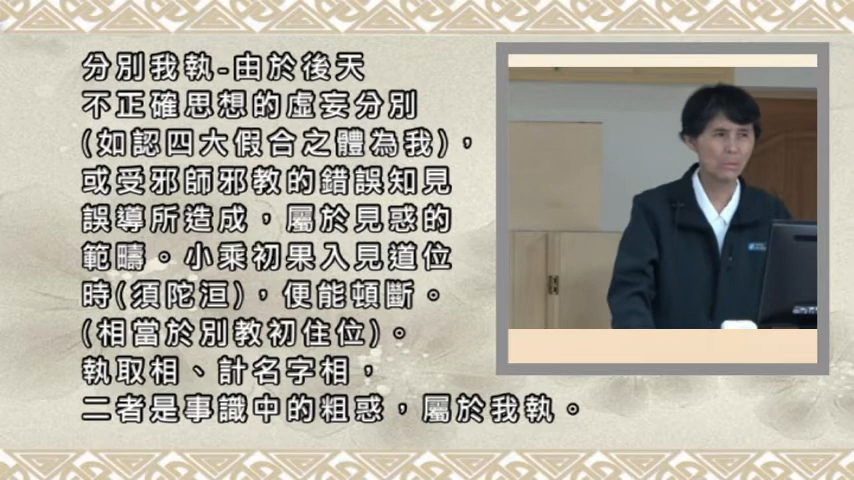 分別我執-由於後天
不正確思想的虛妄分別
(如認四大假合之體為我)，
或受邪師邪教的錯誤知見
誤導所造成，屬於見惑的
範疇。小乘初果入見道位
時(須陀洹)，便能頓斷。
(相當於別教初住位)。
執取相、計名字相，
二者是事識中的粗惑，屬於我執。